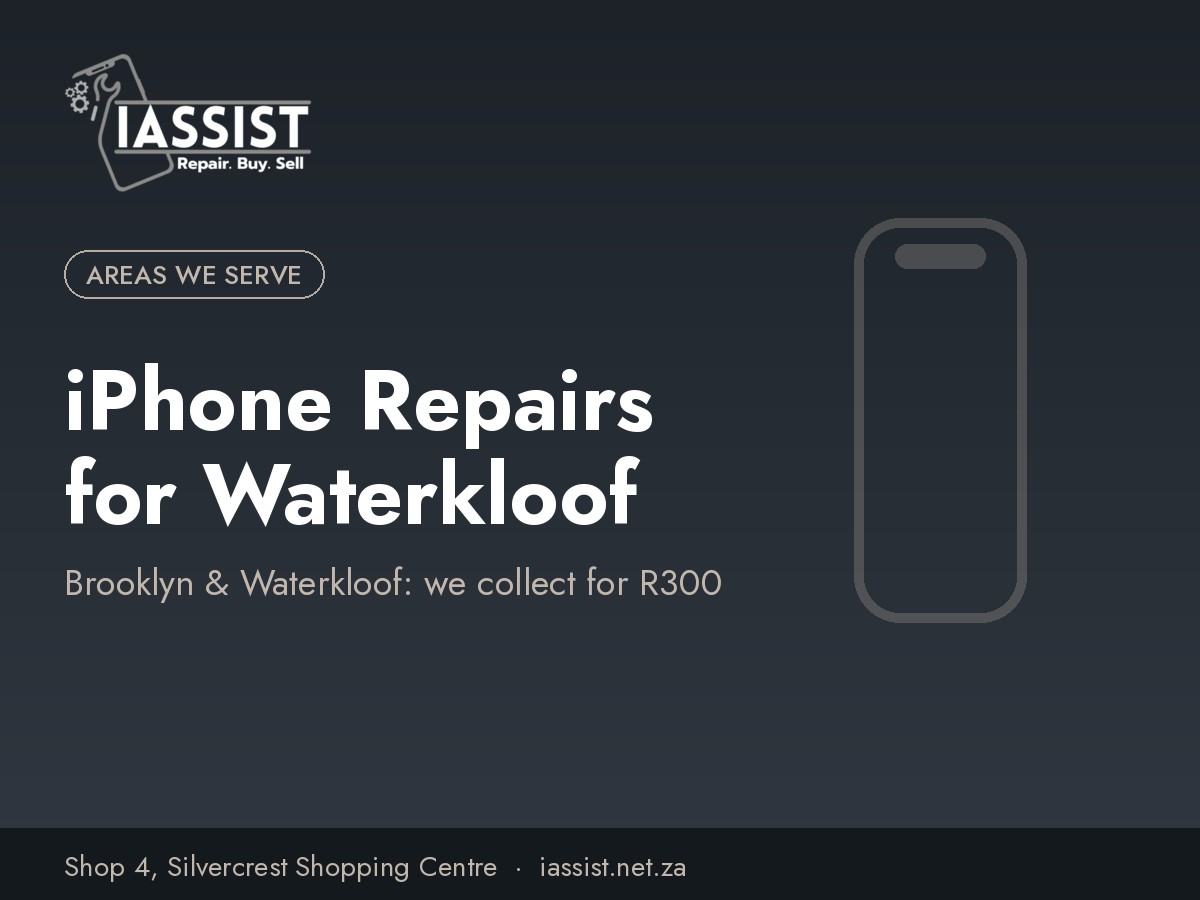 IASSIST
Repair. Buy. Sell
AREAS WE SERVE
iPhone Repairs
for Waterkloof
Brooklyn & Waterkloof: we collect for R300
Shop 4, Silvercrest Shopping Centre · iassist.net.za